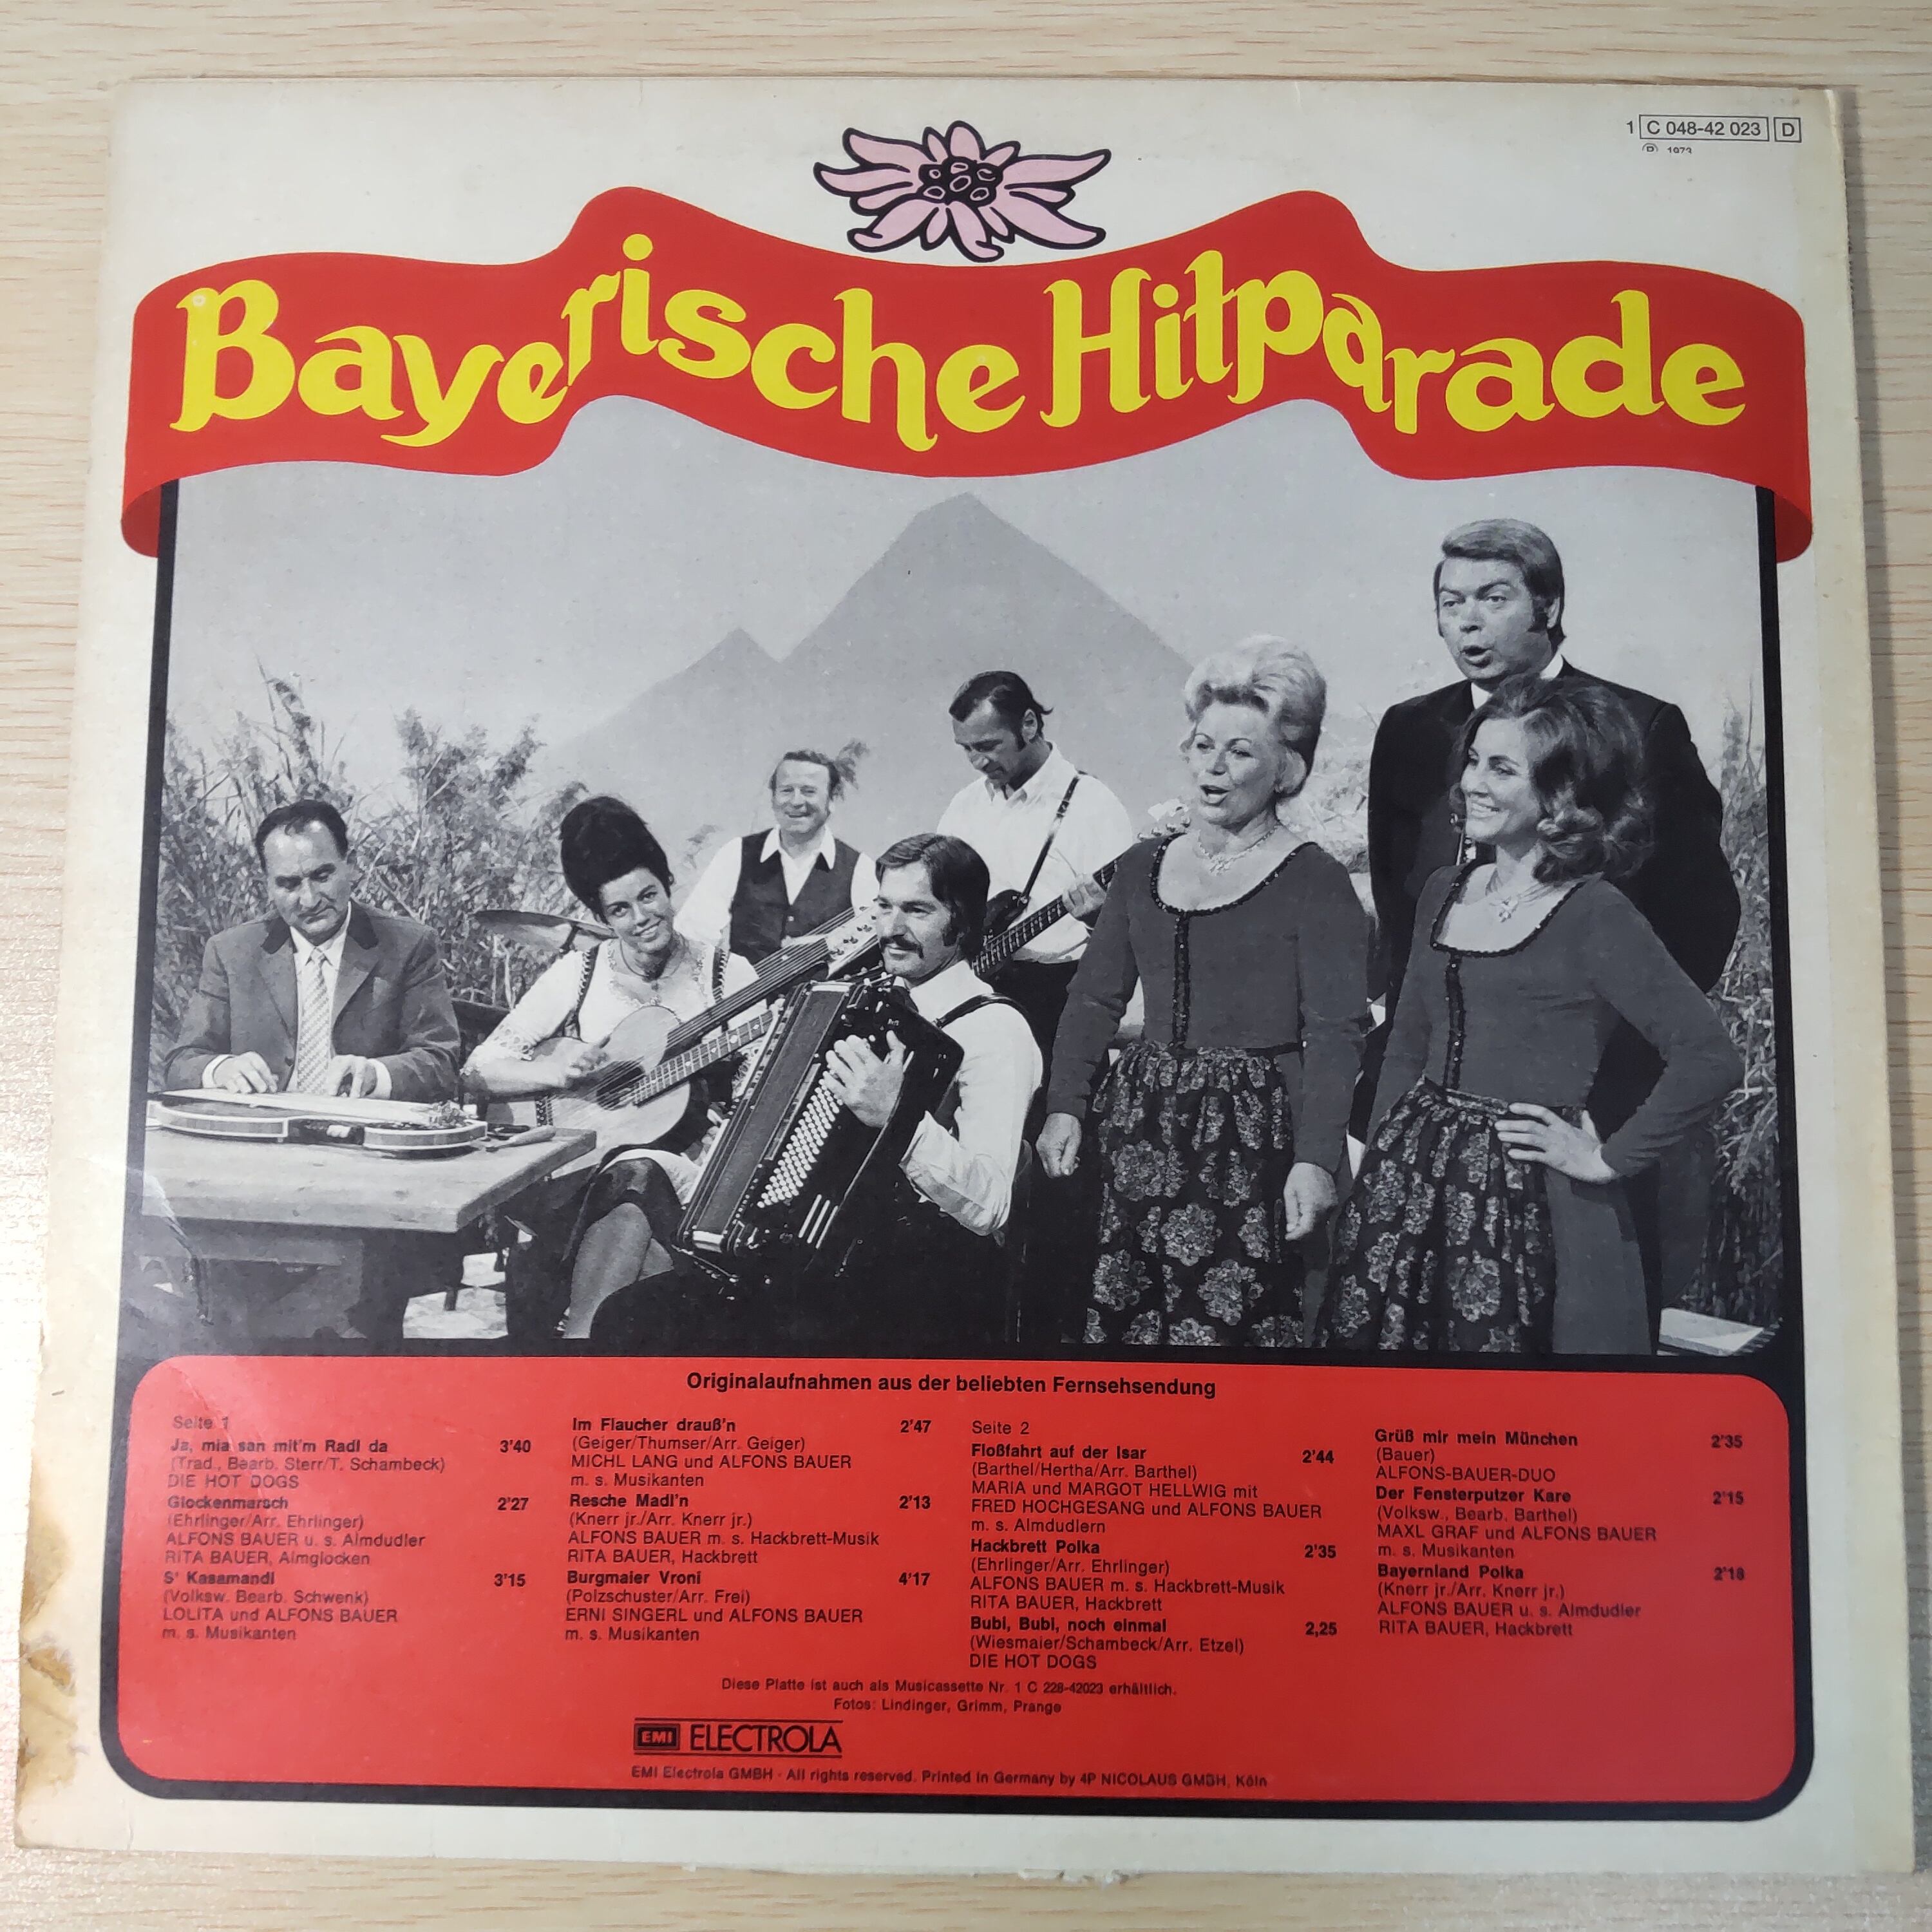 1 C 048-42 023 D
Ⓟ 1973
Bayerische Hitparade
Originalaufnahmen aus der beliebten Fernsehsendung
Seite 1
Ja, mia san mit'm Radl da 3'40
(Trad., Bearb. Sterr/T. Schambeck)
DIE HOT DOGS
Glockenmarsch 2'27
(Ehrlinger/Arr. Ehrlinger)
ALFONS BAUER u. s. Almdudler
RITA BAUER, Almglocken
S' Kasamandl 3'15
(Volksw. Bearb. Schwenk)
LOLITA und ALFONS BAUER
m. s. Musikanten
Im Flaucher drauß'n 2'47
(Geiger/Thumser/Arr. Geiger)
MICHL LANG und ALFONS BAUER
m. s. Musikanten
Resche Madl'n 2'13
(Knerr jr./Arr. Knerr jr.)
ALFONS BAUER m. s. Hackbrett-Musik
RITA BAUER, Hackbrett
Burgmaier Vroni 4'17
(Polzschuster/Arr. Frei)
ERNI SINGERL und ALFONS BAUER
m. s. Musikanten
Seite 2
Floßfahrt auf der Isar 2'44
(Barthel/Hertha/Arr. Barthel)
MARIA und MARGOT HELLWIG mit
FRED HOCHGESANG und ALFONS BAUER
m. s. Almdudlern
Hackbrett Polka 2'35
(Ehrlinger/Arr. Ehrlinger)
ALFONS BAUER m. s. Hackbrett-Musik
RITA BAUER, Hackbrett
Bubi, Bubi, noch einmal 2,25
(Wiesmaier/Schambeck/Arr. Etzel)
DIE HOT DOGS
Grüß mir mein München 2'35
(Bauer)
ALFONS-BAUER-DUO
Der Fensterputzer Kare 2'15
(Volksw., Bearb. Barthel)
MAXL GRAF und ALFONS BAUER
m. s. Musikanten
Bayernland Polka 2'18
(Knerr jr./Arr. Knerr jr.)
ALFONS BAUER u. s. Almdudler
RITA BAUER, Hackbrett
Diese Platte ist auch als Musicassette Nr. 1 C 228-42023 erhältlich.
Fotos: Lindinger, Grimm, Prange
EMI ELECTROLA
EMI Electrola GMBH · All rights reserved. Printed in Germany by 4P NICOLAUS GMBH, Köln